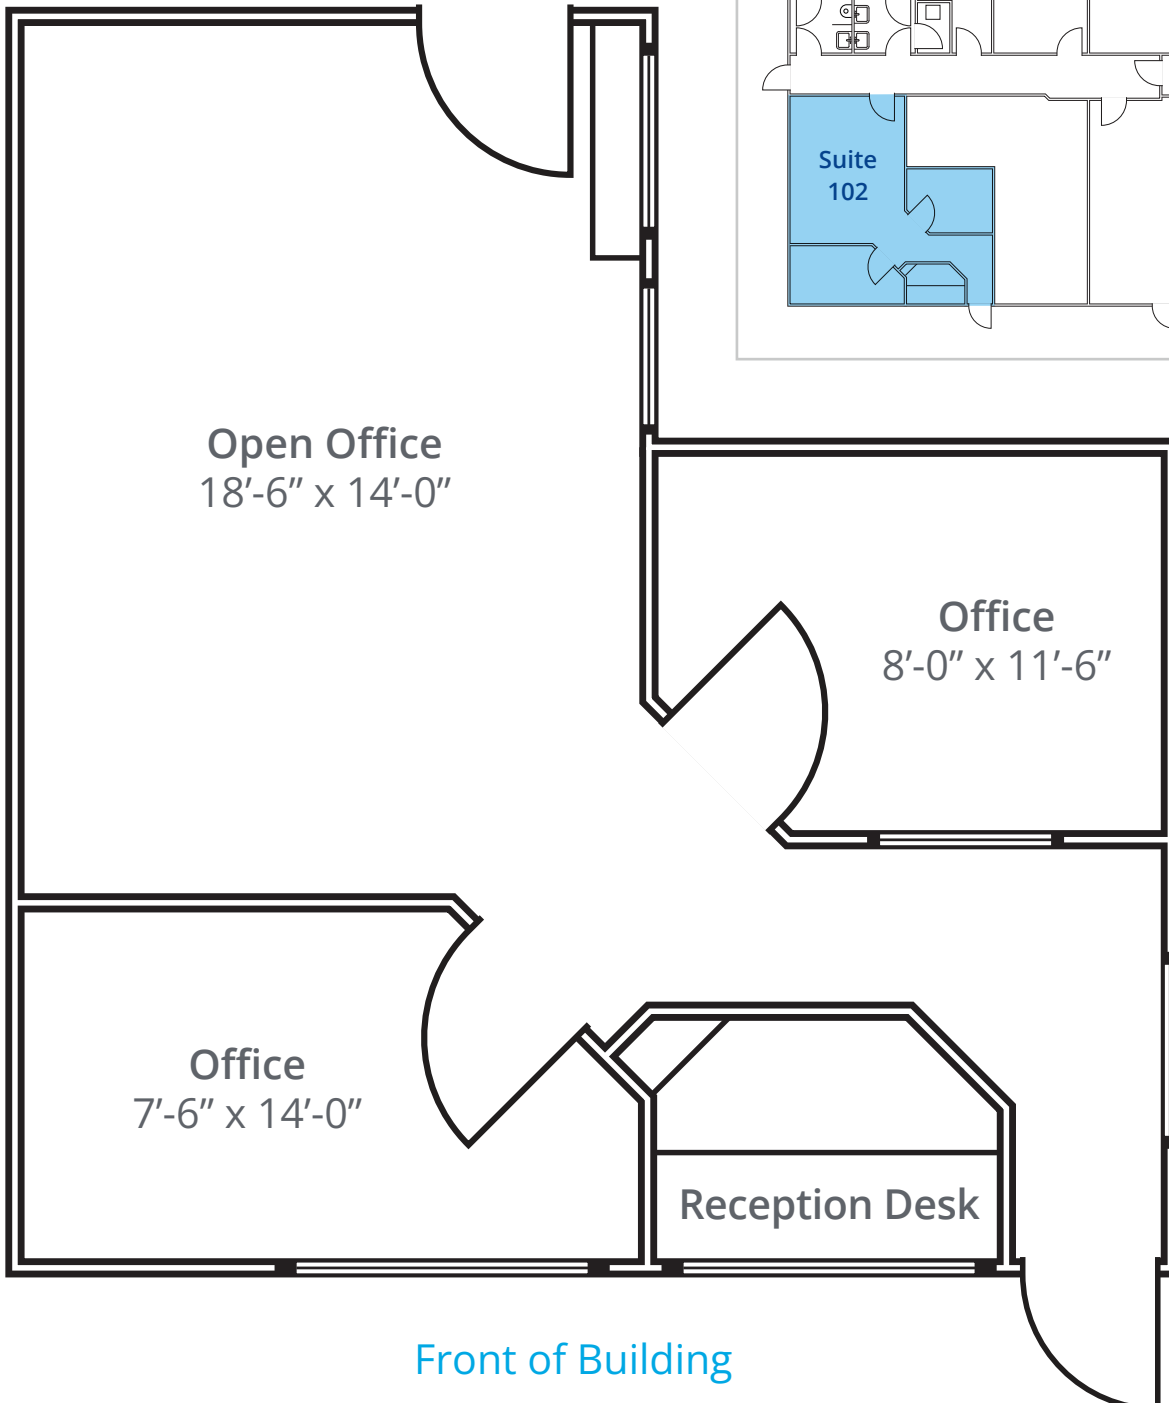 Suite
102
Open Office
18’-6” x 14’-0”
Office
8’-0” x 11’-6”
Office
7’-6” x 14’-0”
Reception Desk
Front of Building